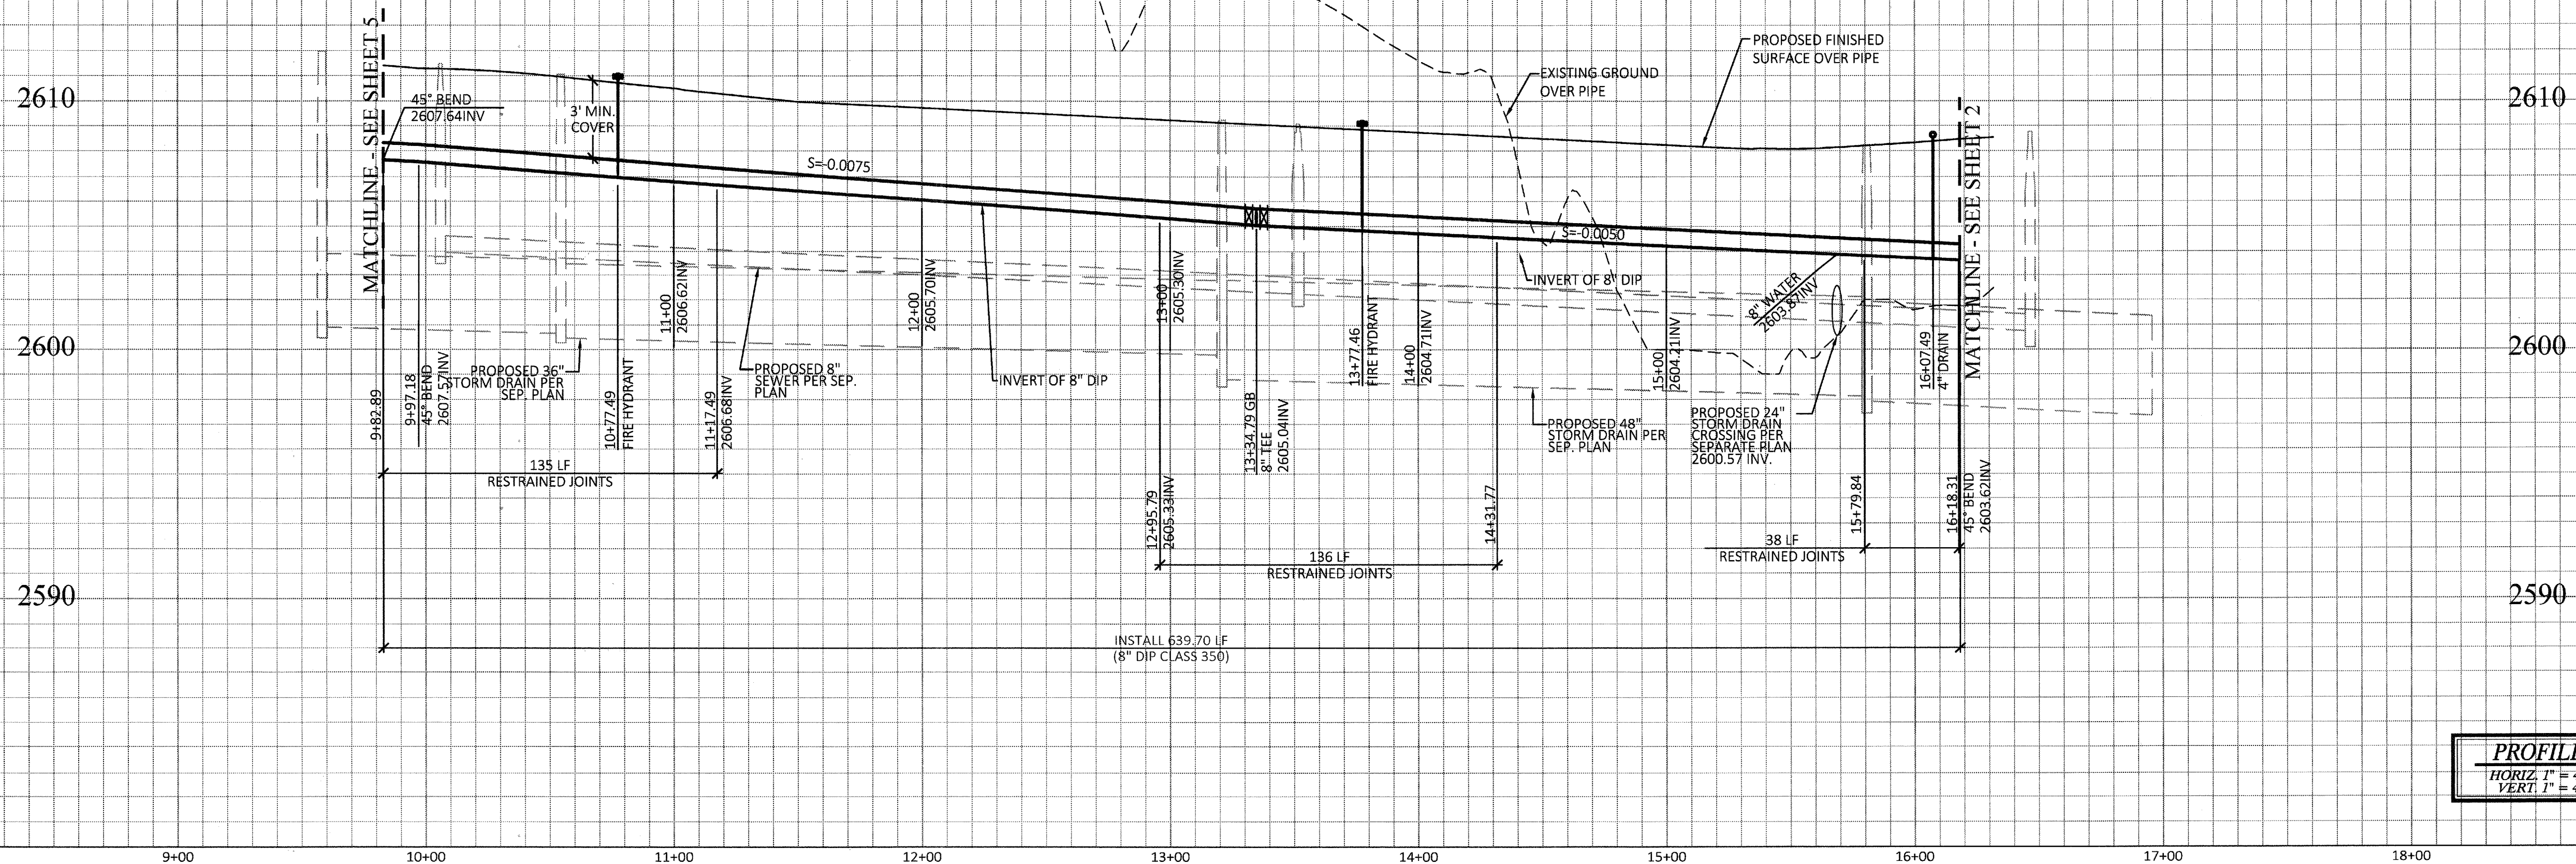 MATCHLINE - SEE SHEET 5
MATCHLINE - SEE SHEET 2
2610
2610
2600
2600
2590
2590
PROPOSED FINISHED
SURFACE OVER PIPE
EXISTING GROUND
OVER PIPE
45° BEND
2607.64INV
3' MIN.
COVER
S=-0.0075
S=-0.0050
INVERT OF 8" DIP
8" WATER
2603.87INV
9+82.89
9+97.18
45° BEND
2607.57INV
PROPOSED 36"
STORM DRAIN PER
SEP. PLAN
10+77.49
FIRE HYDRANT
11+00
2606.62INV
11+17.49
2606.68INV
PROPOSED 8"
SEWER PER SEP.
PLAN
12+00
2605.70INV
INVERT OF 8" DIP
12+95.79
2605.33INV
13+00
2605.30INV
13+34.79 GB
8" TEE
2605.04INV
13+77.46
FIRE HYDRANT
14+00
2604.71INV
14+31.77
PROPOSED 48"
STORM DRAIN PER
SEP. PLAN
15+00
2604.21INV
PROPOSED 24"
STORM DRAIN
CROSSING PER
SEPARATE PLAN
2600.57 INV.
15+79.84
16+07.49
4" DRAIN
16+18.31
45° BEND
2603.62INV
135 LF
RESTRAINED JOINTS
136 LF
RESTRAINED JOINTS
38 LF
RESTRAINED JOINTS
INSTALL 639.70 LF
(8" DIP CLASS 350)
HORIZ. 1" =
VERT. 1" =
9+00
10+00
11+00
12+00
13+00
14+00
15+00
16+00
17+00
18+00